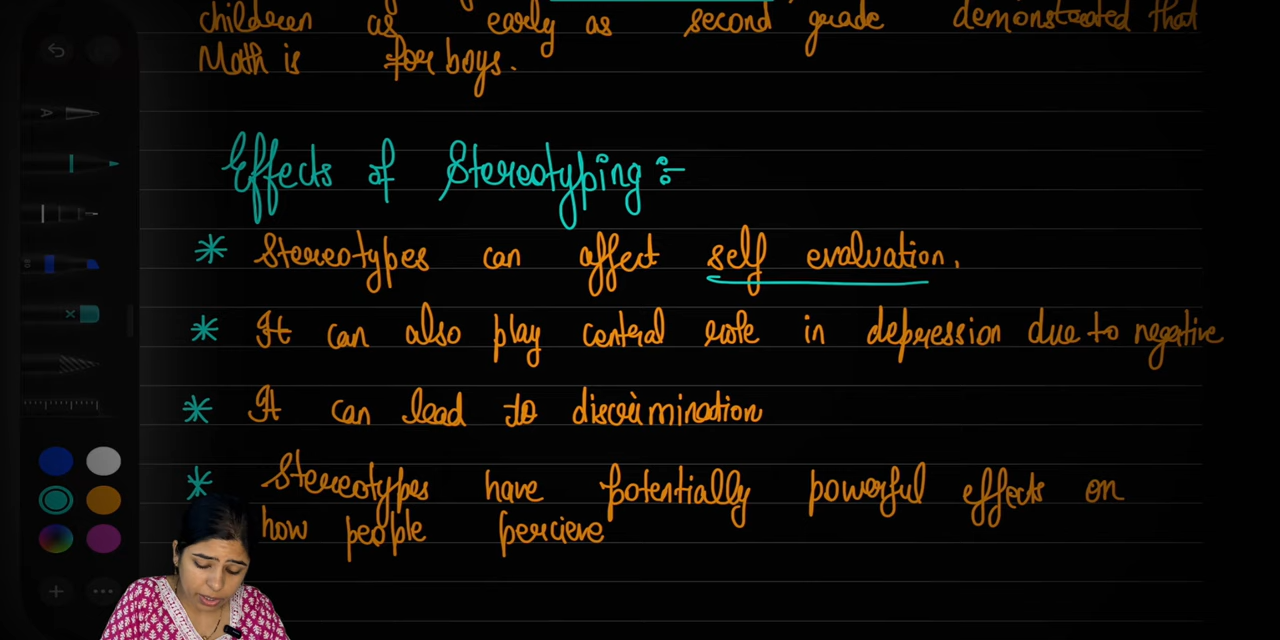 children as early as second grade demonstrated that
Math is for boys.
Effects of Stereotyping :-
* Stereotypes can affect self evaluation.
* It can also play central role in depression due to negative
* It can lead to discrimination
* Stereotypes have potentially powerful effects on
how people percieve